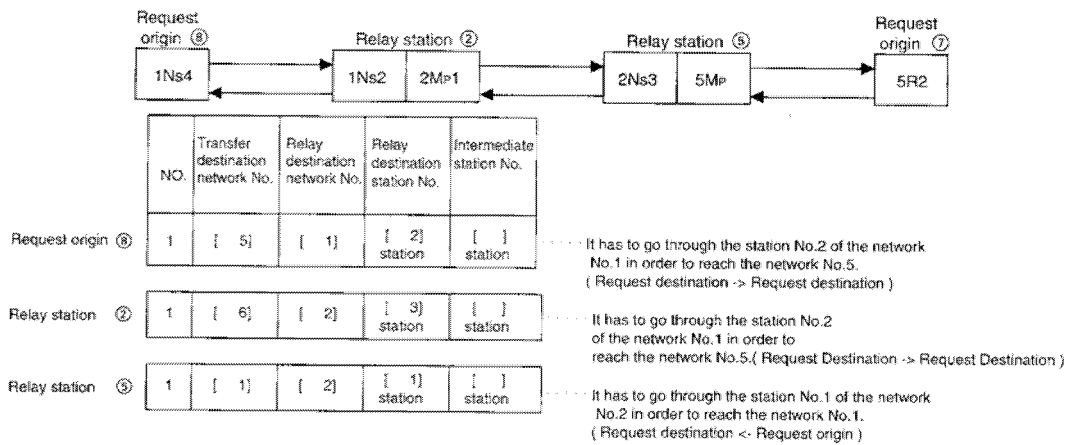 Request
origin ⑧
Relay station ②
Relay station ⑤
Request
origin ⑦
1Ns4
1Ns2
2MP1
2Ns3
5MP
5R2
NO.
Transfer
destination
network No.
Relay
destination
network No.
Relay
destination
station No.
Intermediate
station No.
Request origin ⑧
1
[ 5]
[ 1]
[ 2]
station
[ ]
station
It has to go through the station No.2 of the network
No.1 in order to reach the network No.5.
( Request destination -> Request destination )
Relay station ②
1
[ 6]
[ 2]
[ 3]
station
[ ]
station
It has to go through the station No.2
of the network No.1 in order to
reach the network No.5.( Request Destination -> Request Destination )
Relay station ⑤
1
[ 1]
[ 2]
[ 1]
station
[ ]
station
It has to go through the station No.1 of the network
No.2 in order to reach the network No.1.
( Request destination <- Request origin )